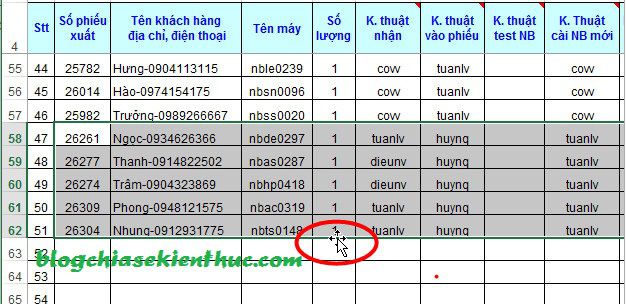 4 Stt Số phiếu xuất Tên khách hàng địa chỉ, điện thoại Tên máy Số lượng K. thuật nhận K. thuật vào phiếu K. thuật test NB K. Thuật cài NB mới
55 44 25782 Hưng-0904113115 nble0239 1 cow tuanlv cow
56 45 26014 Hào-0974154175 nbsn0096 1 cow tuanlv cow
57 46 25982 Trưởng-0989266667 nbss0020 1 cow tuanlv cow
58 47 26261 Ngọc-0934626366 nbde0297 1 tuanlv huynq tuanlv
59 48 26277 Thanh-0914822502 nbas0287 1 dieunv huynq tuanlv
60 49 26274 Trâm-0904323869 nbhp0418 1 dieunv huynq tuanlv
61 50 26309 Phong-0948121575 nbac0319 1 tuanlv huynq tuanlv
62 51 26304 Nhung-0912931775 nbts0148 1 tuanlv huynq tuanlv
63 52
blogchiasekienthuc.com
64 53
65 54